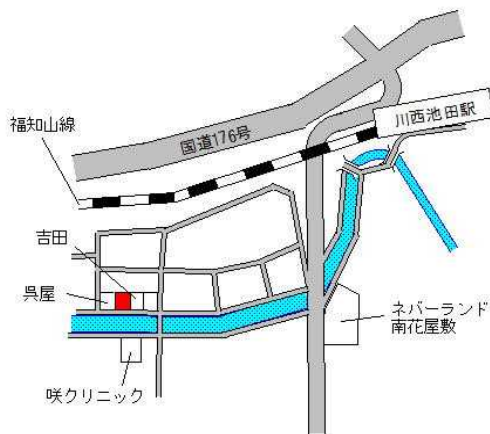 川西池田駅
国道176号
福知山線
吉田
呉屋
ネバーランド
南花屋敷
咲クリニック